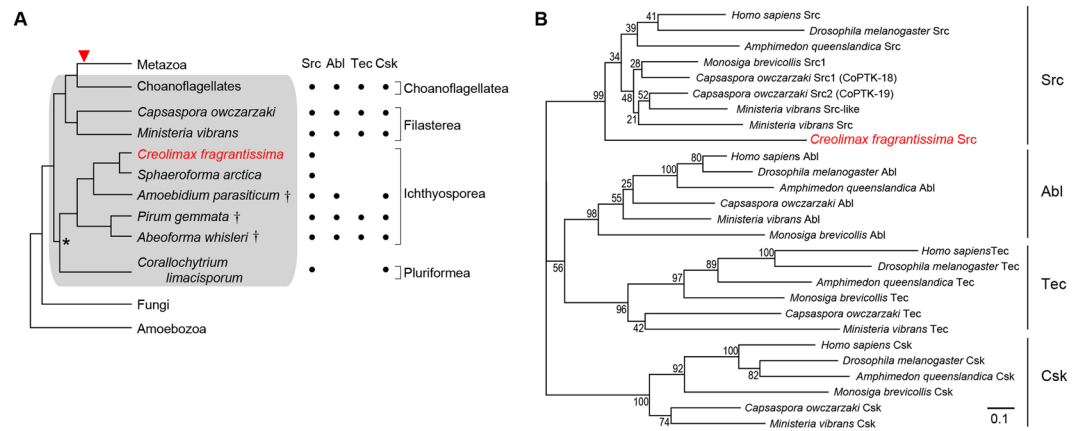 A
Src Abl Tec Csk
Metazoa
Choanoflagellates
Choanoflagellatea
Capsaspora owczarzaki
Filasterea
Ministeria vibrans
Creolimax fragrantissima
Sphaeroforma arctica
Ichthyosporea
Amoebidium parasiticum †
Pirum gemmata †
Abeoforma whisleri †
*
Corallochytrium
limacisporum
Pluriformea
Fungi
Amoebozoa
B
Homo sapiens Src
41
Drosophila melanogaster Src
39
Amphimedon queenslandica Src
34
Monosiga brevicollis Src1
28
Capsaspora owczarzaki Src1 (CoPTK-18)
Src
Capsaspora owczarzaki Src2 (CoPTK-19)
99
48
52
Ministeria vibrans Src-like
21
Ministeria vibrans Src
Creolimax fragrantissima Src
Homo sapiens Abl
80
Drosophila melanogaster Abl
100
Amphimedon queenslandica Abl
25
Abl
Capsaspora owczarzaki Abl
55
Ministeria vibrans Abl
98
Monosiga brevicollis Abl
Homo sapiensTec
100
Drosophila melanogaster Tec
56
89
Amphimedon queenslandica Tec
97
Tec
Monosiga brevicollis Tec
96
Capsaspora owczarzaki Tec
42
Ministeria vibrans Tec
Homo sapiens Csk
100
Drosophila melanogaster Csk
92
82
Amphimedon queenslandica Csk
Csk
Monosiga brevicollis Csk
100
Capsaspora owczarzaki Csk
74
Ministeria vibrans Csk
0.1